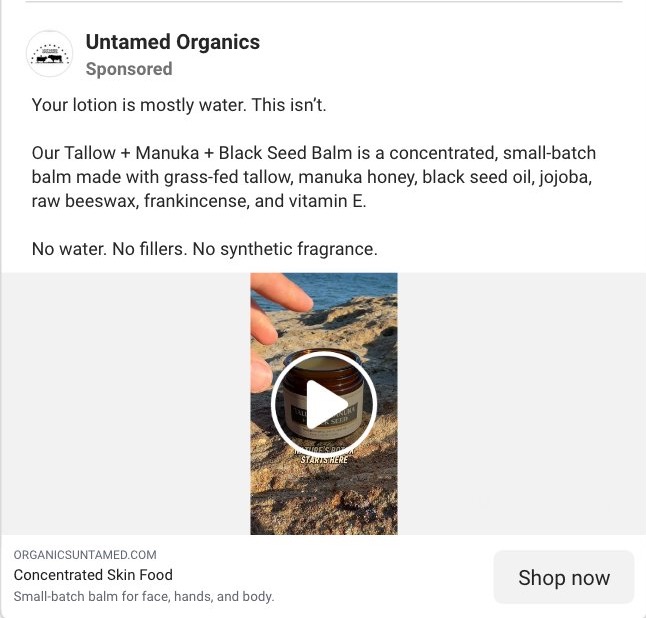 Untamed Organics
Sponsored
Your lotion is mostly water. This isn’t.
Our Tallow + Manuka + Black Seed Balm is a concentrated, small-batch
balm made with grass-fed tallow, manuka honey, black seed oil, jojoba,
raw beeswax, frankincense, and vitamin E.
No water. No fillers. No synthetic fragrance.
BLACK SEED
STARTS HERE
ORGANICSUNTAMED.COM
Concentrated Skin Food
Small-batch balm for face, hands, and body.
Shop now